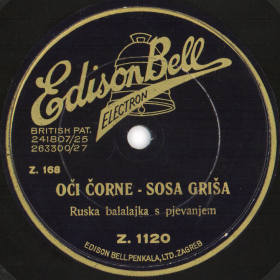 Edison Bell
ELECTRON
BRITISH PAT.
241807/25
263300/27
Z. 168
OČI ČORNE - SOSA GRIŠA
Ruska balalajka s pjevanjem
Z. 1120
EDISON BELL PENKALA, LTD. ZAGREB